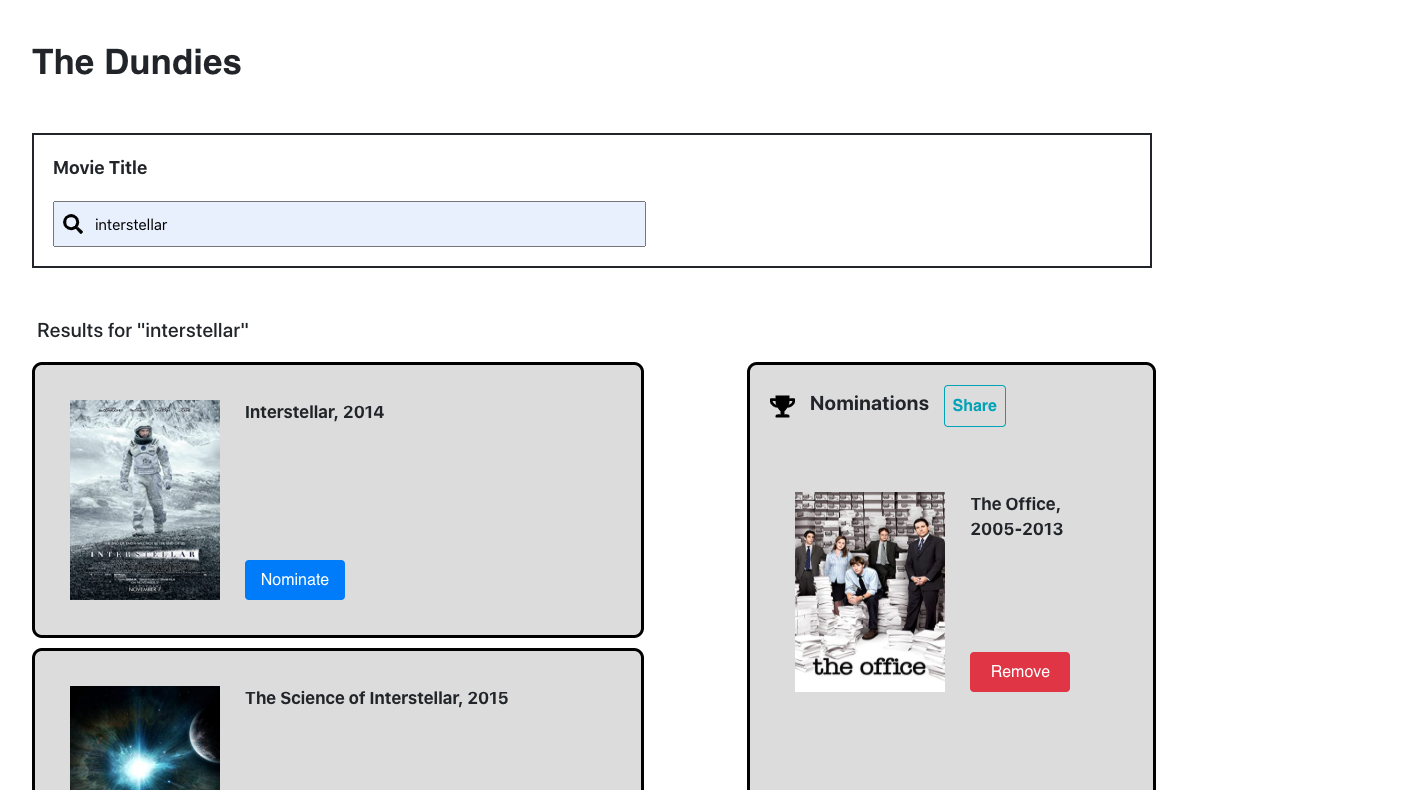 The Dundies
Movie Title
interstellar
Results for "interstellar"
Interstellar, 2014
INTERSTELLAR
NOVEMBER 7
Nominate
The Science of Interstellar, 2015
Nominations
Share
The Office,
2005-2013
the office
Remove